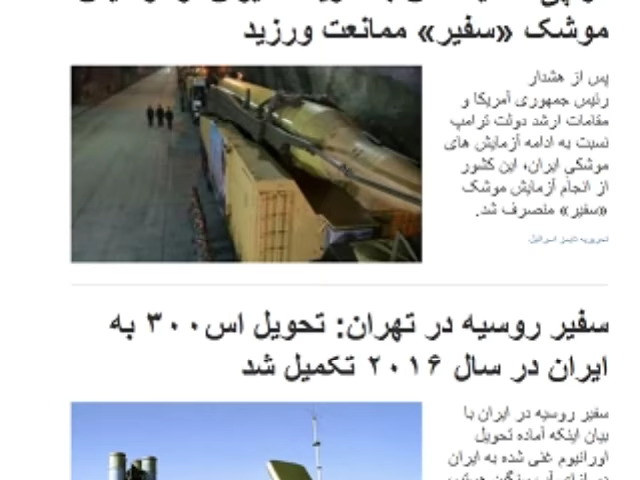 موشک «سفیر» ممانعت ورزید
پس از هشدار
رئیس جمهوری آمریکا و
مقامات ارشد دولت ترامپ
نسبت به ادامه آزمایش های
موشکی ایران، این کشور
از انجام آزمایش موشک
«سفیر» منصرف شد.
تحریریه تایمز اسرائیل
سفیر روسیه در تهران: تحویل اس۳۰۰ به
ایران در سال ۲۰۱۶ تکمیل شد
سفیر روسیه در ایران با
بیان اینکه آماده تحویل
اورانیوم غنی شده به ایران